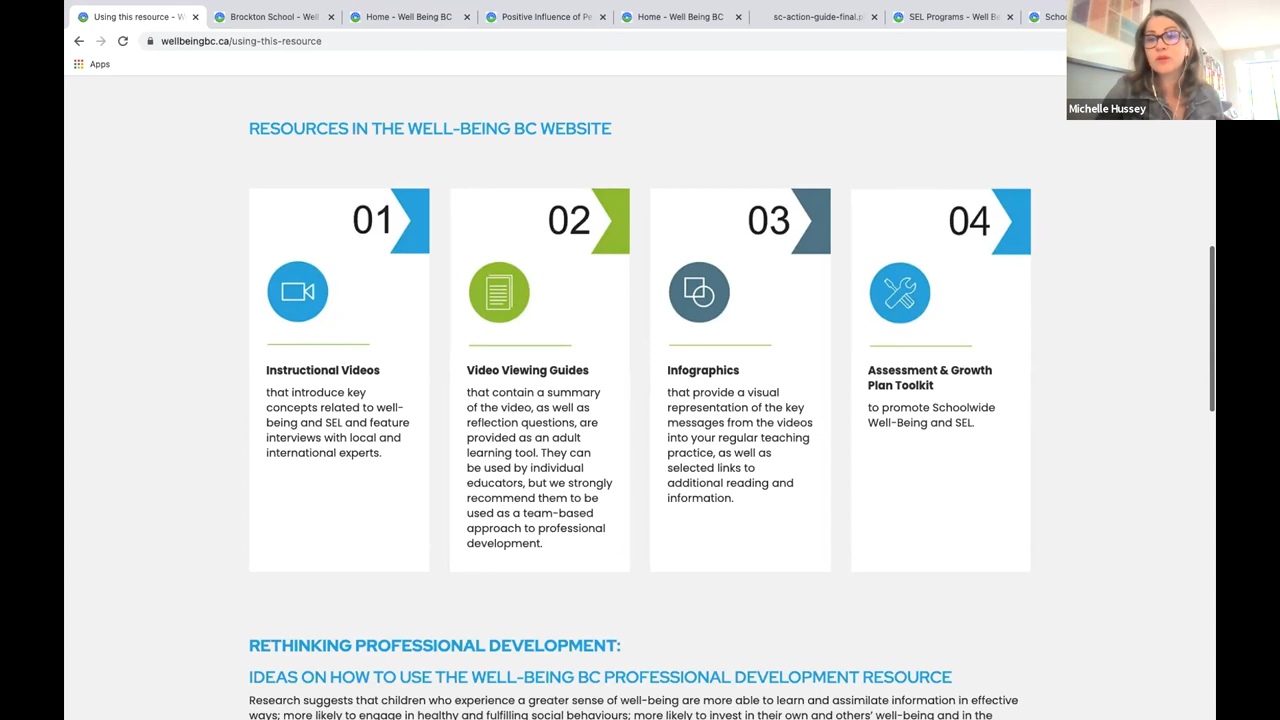 Using this resource - W
Brockton School - Well
Home - Well Being BC
Positive Influence of Pe
Home - Well Being BC
sc-action-guide-final.p
SEL Programs - Well Be
Schoo
wellbeingbc.ca/using-this-resource
Apps
Michelle Hussey
RESOURCES IN THE WELL-BEING BC WEBSITE
01
Instructional Videos
that introduce key
concepts related to well-
being and SEL and feature
interviews with local and
international experts.
02
Video Viewing Guides
that contain a summary
of the video, as well as
reflection questions, are
provided as an adult
learning tool. They can
be used by individual
educators, but we strongly
recommend them to be
used as a team-based
approach to professional
development.
03
Infographics
that provide a visual
representation of the key
messages from the videos
into your regular teaching
practice, as well as
selected links to
additional reading and
information.
04
Assessment & Growth
Plan Toolkit
to promote Schoolwide
Well-Being and SEL.
RETHINKING PROFESSIONAL DEVELOPMENT:
IDEAS ON HOW TO USE THE WELL-BEING BC PROFESSIONAL DEVELOPMENT RESOURCE
Research suggests that children who experience a greater sense of well-being are more able to learn and assimilate information in effective
ways; more likely to engage in healthy and fulfilling social behaviours; more likely to invest in their own and others' well-being and in the